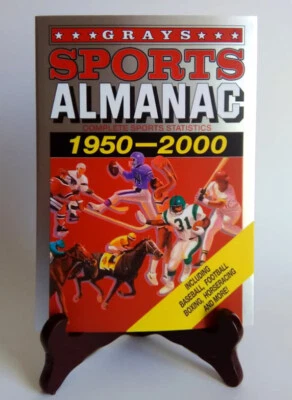 ★★★ GRAYS ★★★
SPORTS
ALMANAC
COMPLETE SPORTS STATISTICS
1950—2000
31
INCLUDING
BASEBALL, FOOTBALL
BOXING, HORSERACING
AND MORE!